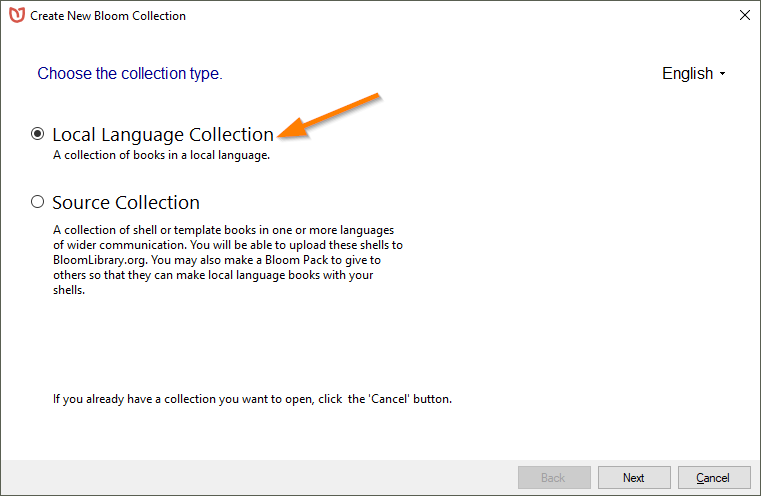 Create New Bloom Collection
Choose the collection type.
English
Local Language Collection
A collection of books in a local language.
Source Collection
A collection of shell or template books in one or more languages
of wider communication. You will be able to upload these shells to
BloomLibrary.org. You may also make a Bloom Pack to give to
others so that they can make local language books with your
shells.
If you already have a collection you want to open, click  the 'Cancel' button.
Back
Next
Cancel